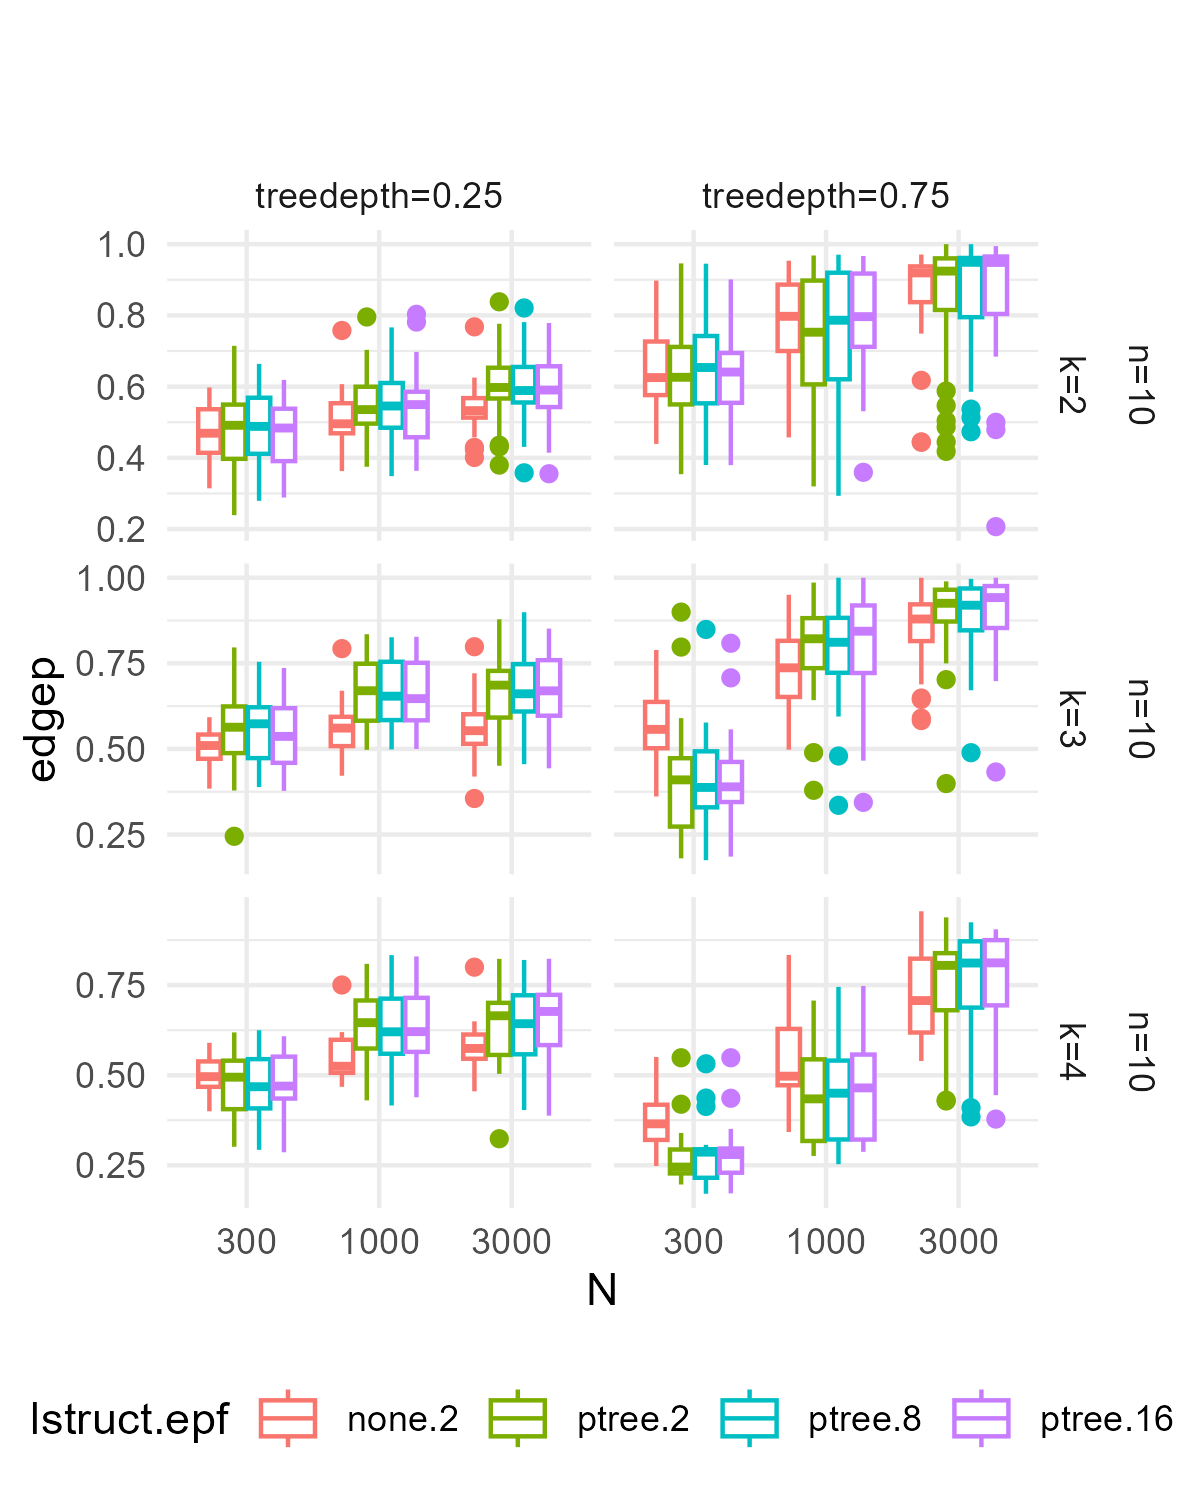 treedepth=0.25 treedepth=0.75
1.0
0.8
0.6
0.4
0.2
k=2 n=10
1.00
0.75
0.50
0.25
k=3 n=10
0.75
0.50
0.25
k=4 n=10
edgep
300 1000 3000 300 1000 3000
N
lstruct.epf none.2 ptree.2 ptree.8 ptree.16